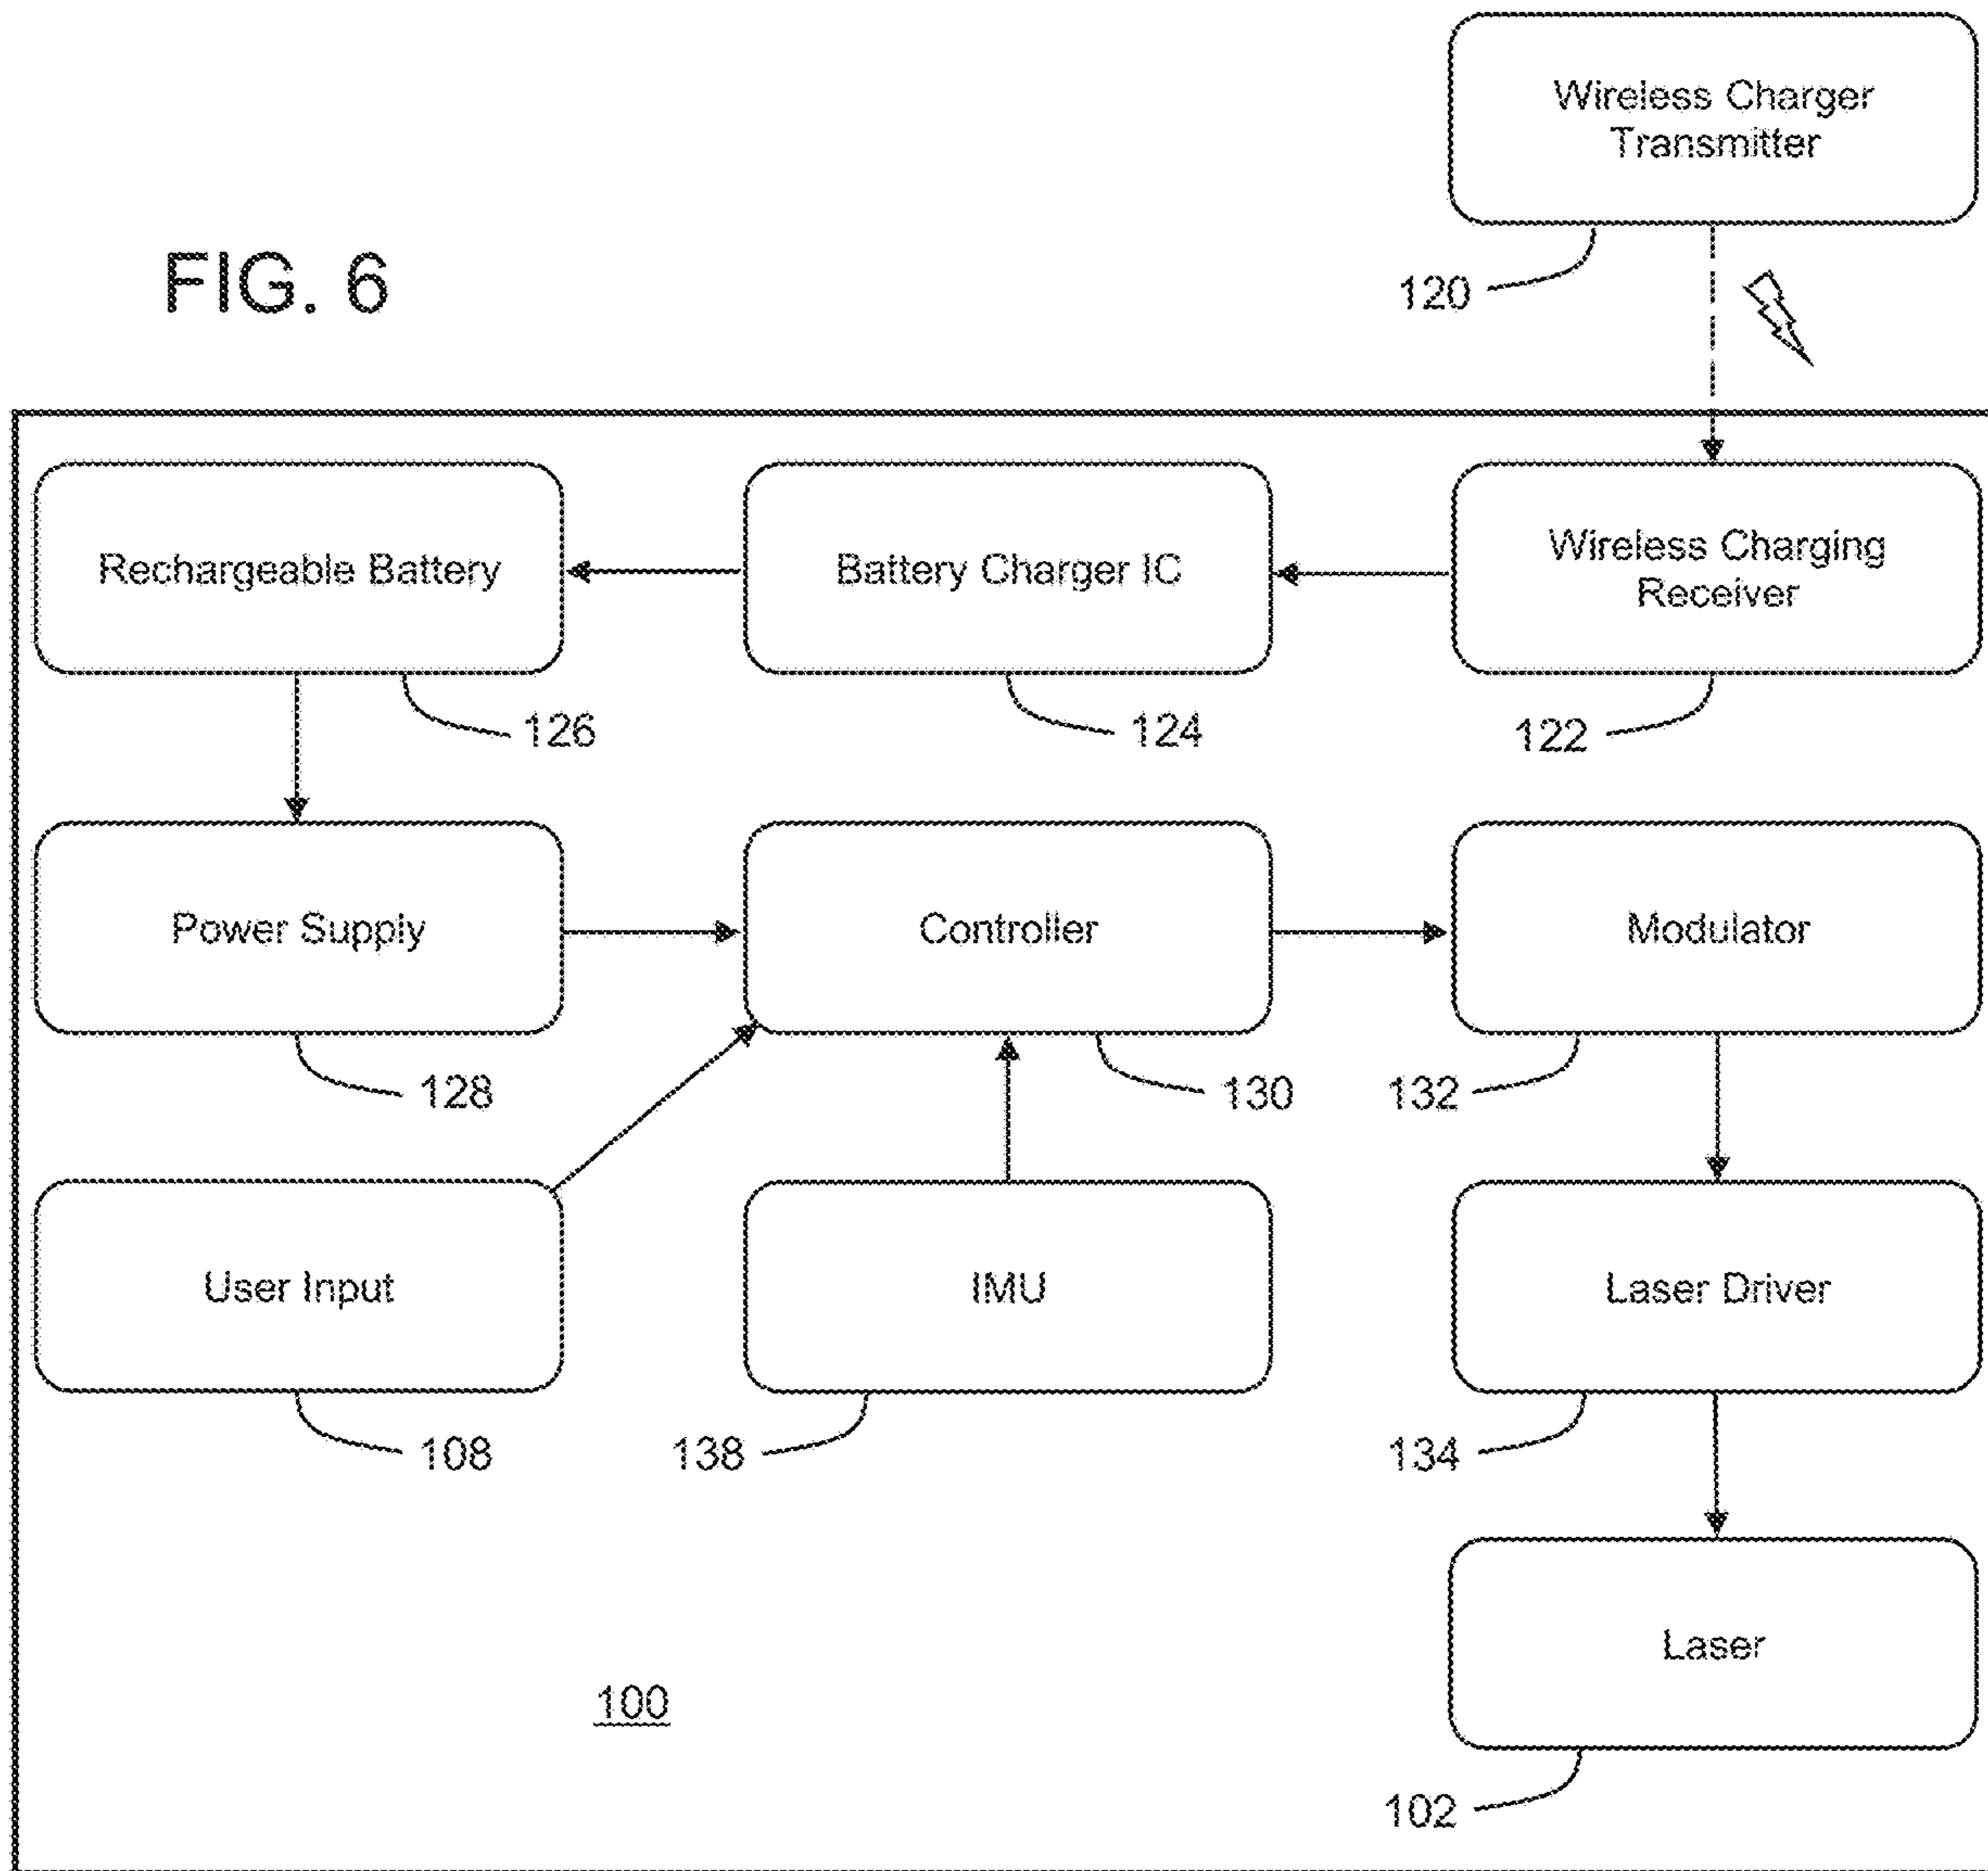 Wireless Charger
Transmitter
FIG. 6
120
Rechargeable Battery
Battery Charger IC
Wireless Charging
Receiver
126
124
122
Power Supply
Controller
Modulator
128
130
132
User Input
IMU
Laser Driver
108
138
134
Laser
100
102